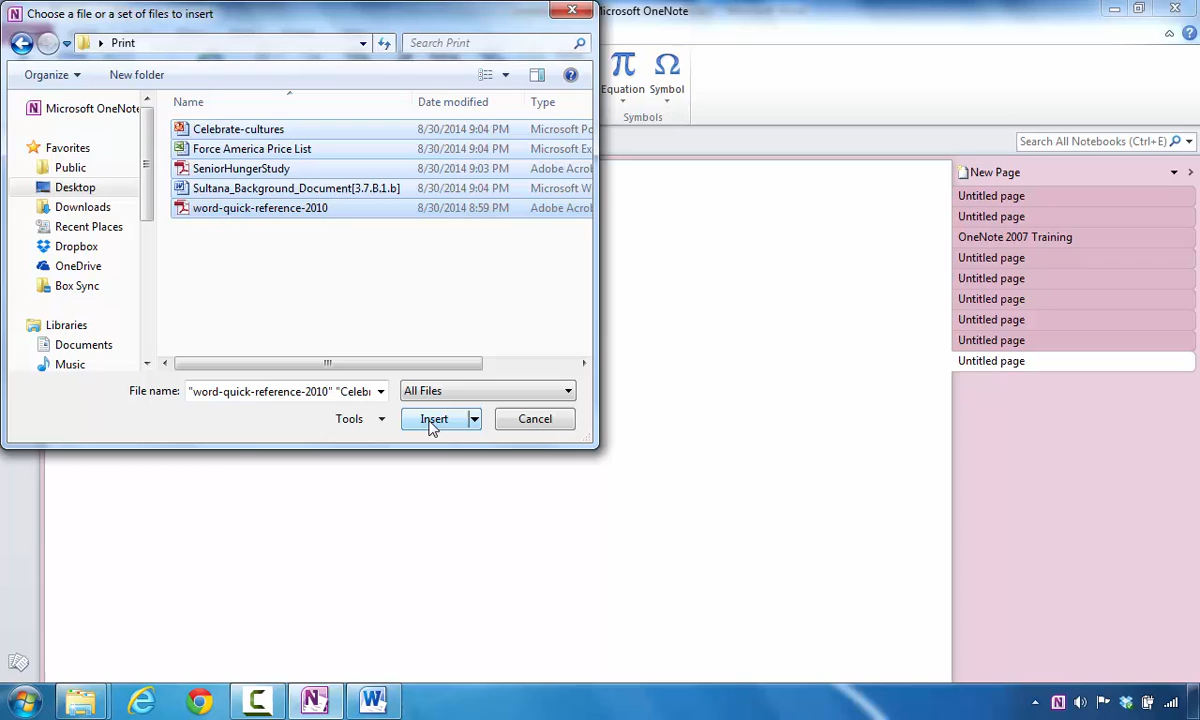 Choose a file or a set of files to insert
Microsoft OneNote
Print
Search Print
Organize
New folder
Equation
Symbol
Symbols
Microsoft OneNote
Favorites
Public
Desktop
Downloads
Recent Places
Dropbox
OneDrive
Box Sync
Libraries
Documents
Music
Name Date modified Type
Celebrate-cultures 8/30/2014 9:04 PM Microsoft Po
Force America Price List 8/30/2014 9:04 PM Microsoft Ex
SeniorHungerStudy 8/30/2014 9:03 PM Adobe Acro
Sultana_Background_Document[3.7.B.1.b] 8/30/2014 9:04 PM Microsoft W
word-quick-reference-2010 8/30/2014 8:59 PM Adobe Acro
File name: "word-quick-reference-2010" "Celebr
All Files
Tools
Insert
Cancel
Search All Notebooks (Ctrl+E)
New Page
Untitled page
Untitled page
OneNote 2007 Training
Untitled page
Untitled page
Untitled page
Untitled page
Untitled page
Untitled page